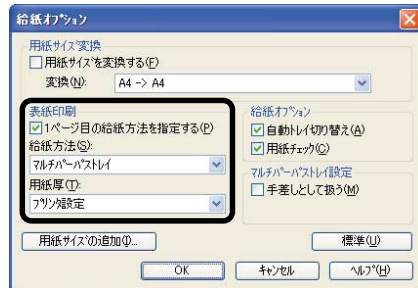 給紙オプション
用紙サイズ変換
用紙サイズを変換する(F)
変換(N):
A4 -> A4
表紙印刷
1ページ目の給紙方法を指定する(P)
給紙方法(S):
マルチパーパストレイ
用紙厚(T):
プリンタ設定
給紙オプション
自動トレイ切り替え(A)
用紙チェック(C)
マルチパーパストレイ設定
手差しとして扱う(M)
用紙サイズの追加(I)...
標準(U)
OK
キャンセル
ヘルプ(H)